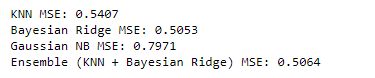 KNN MSE: 0.5407
Bayesian Ridge MSE: 0.5053
Gaussian NB MSE: 0.7971
Ensemble (KNN + Bayesian Ridge) MSE: 0.5064